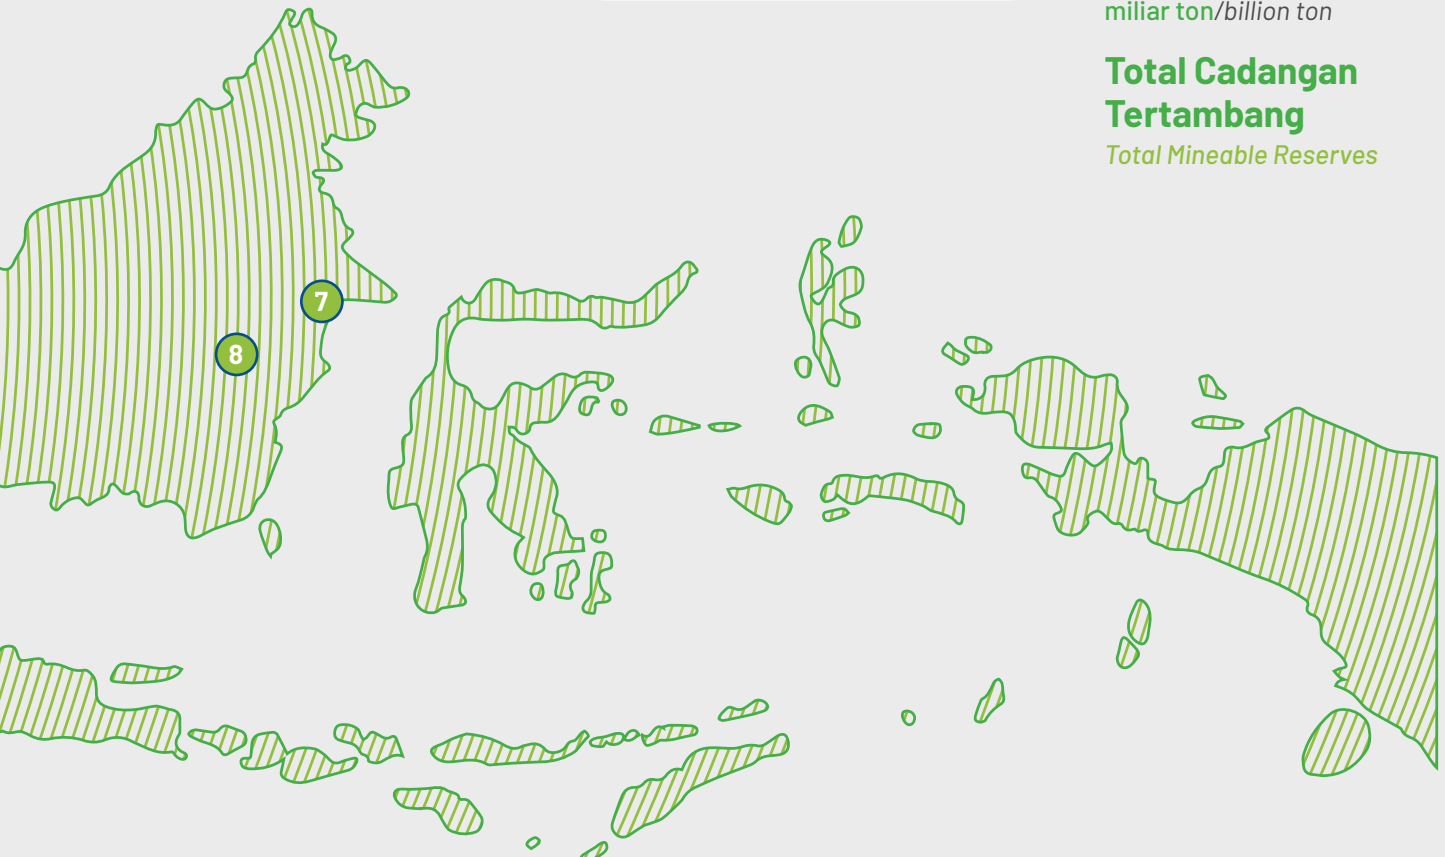 miliar ton/billion ton
Total Cadangan
Tertambang
Total Mineable Reserves
7
8